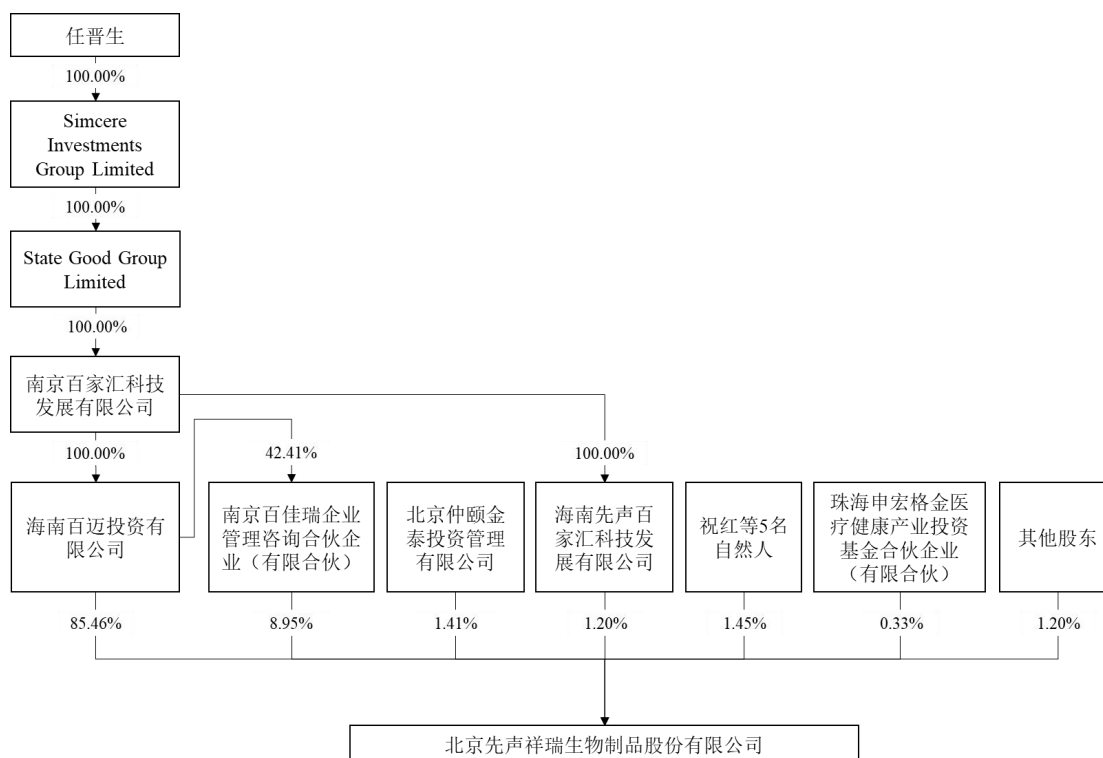 任晋生
100.00%
Simcere
Investments
Group Limited
100.00%
State Good Group
Limited
100.00%
南京百家汇科技
发展有限公司
100.00%
42.41%
100.00%
海南百迈投资有
限公司
南京百佳瑞企业
管理咨询合伙企
业（有限合伙）
北京仲颐金
泰投资管理
有限公司
海南先声百
家汇科技发
展有限公司
祝红等5名
自然人
珠海申宏格金医
疗健康产业投资
基金合伙企业
（有限合伙）
其他股东
85.46%
8.95%
1.41%
1.20%
1.45%
0.33%
1.20%
北京先声祥瑞生物制品股份有限公司